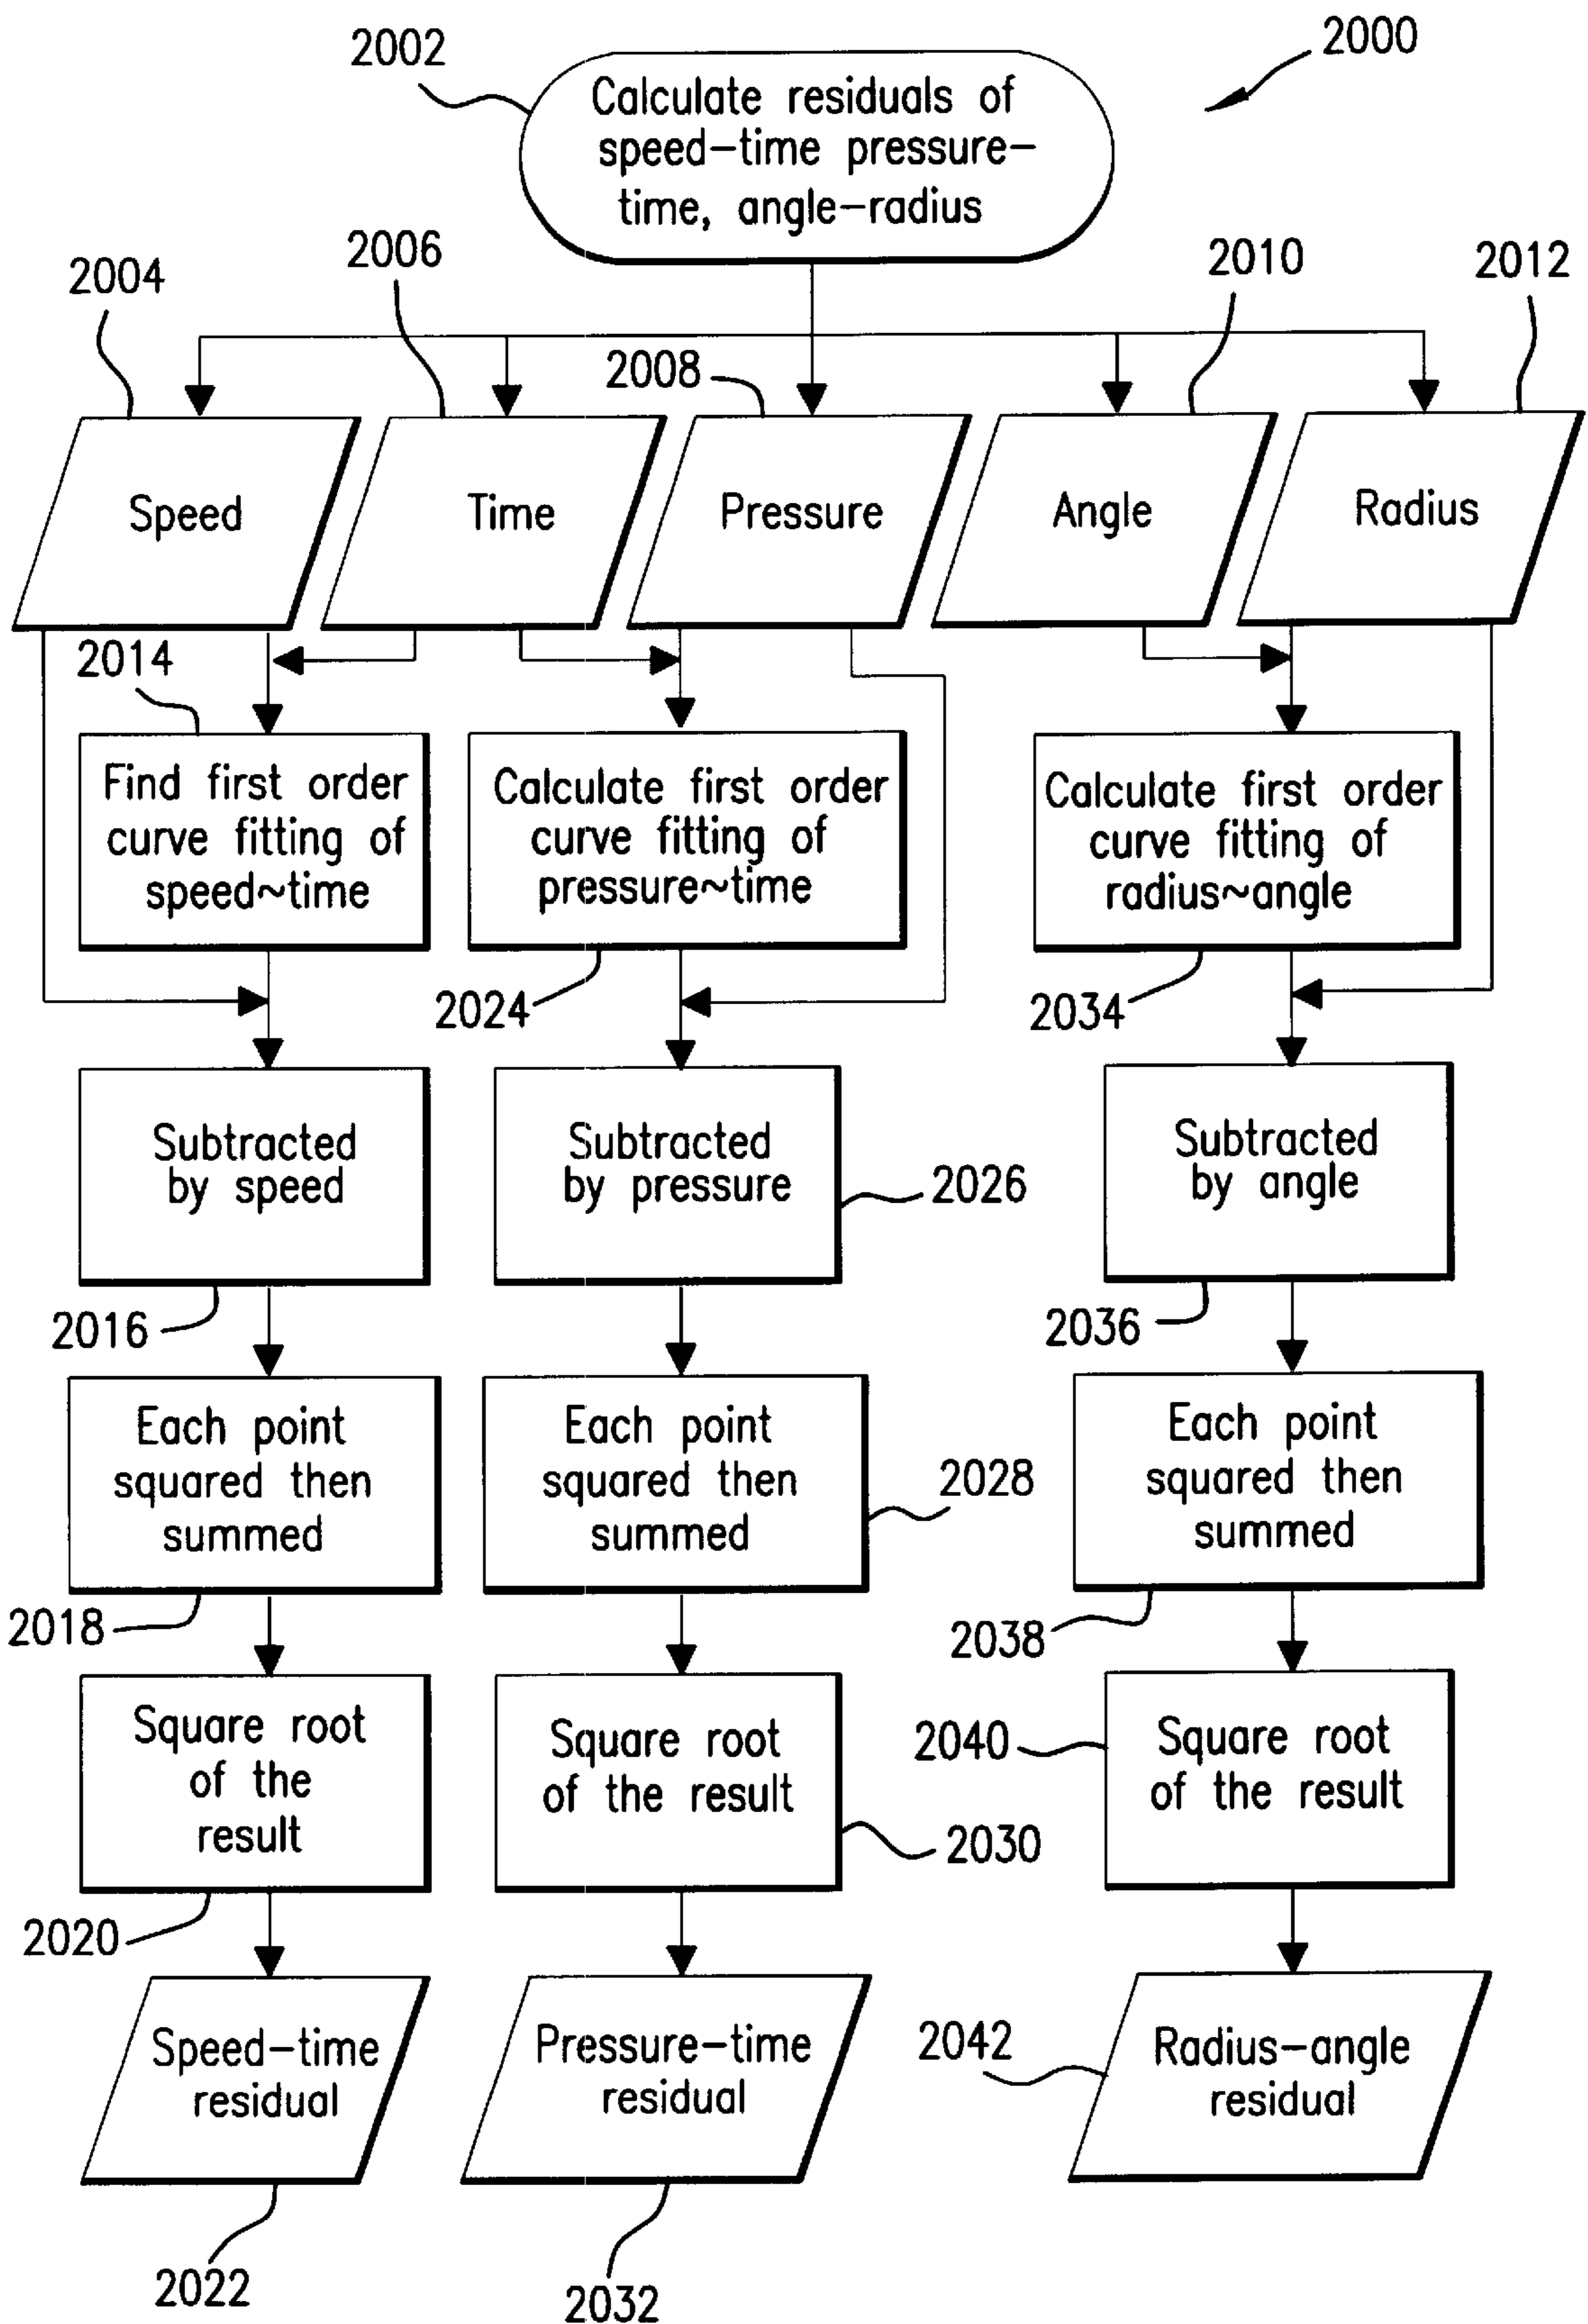 2002
2000
Calculate residuals of
speed-time pressure-
time, angle-radius
2004
2006
2008
2010
2012
Speed
Time
Pressure
Angle
Radius
2014
Find first order
curve fitting of
speed~time
Calculate first order
curve fitting of
pressure~time
Calculate first order
curve fitting of
radius~angle
2024
2034
Subtracted
by speed
Subtracted
by pressure
2026
Subtracted
by angle
2016
2036
Each point
squared then
summed
Each point
squared then
summed
2028
Each point
squared then
summed
2018
2038
Square root
of the
result
Square root
of the result
2030
2040
Square root
of the result
2020
Speed-time
residual
Pressure-time
residual
2042
Radius-angle
residual
2022
2032